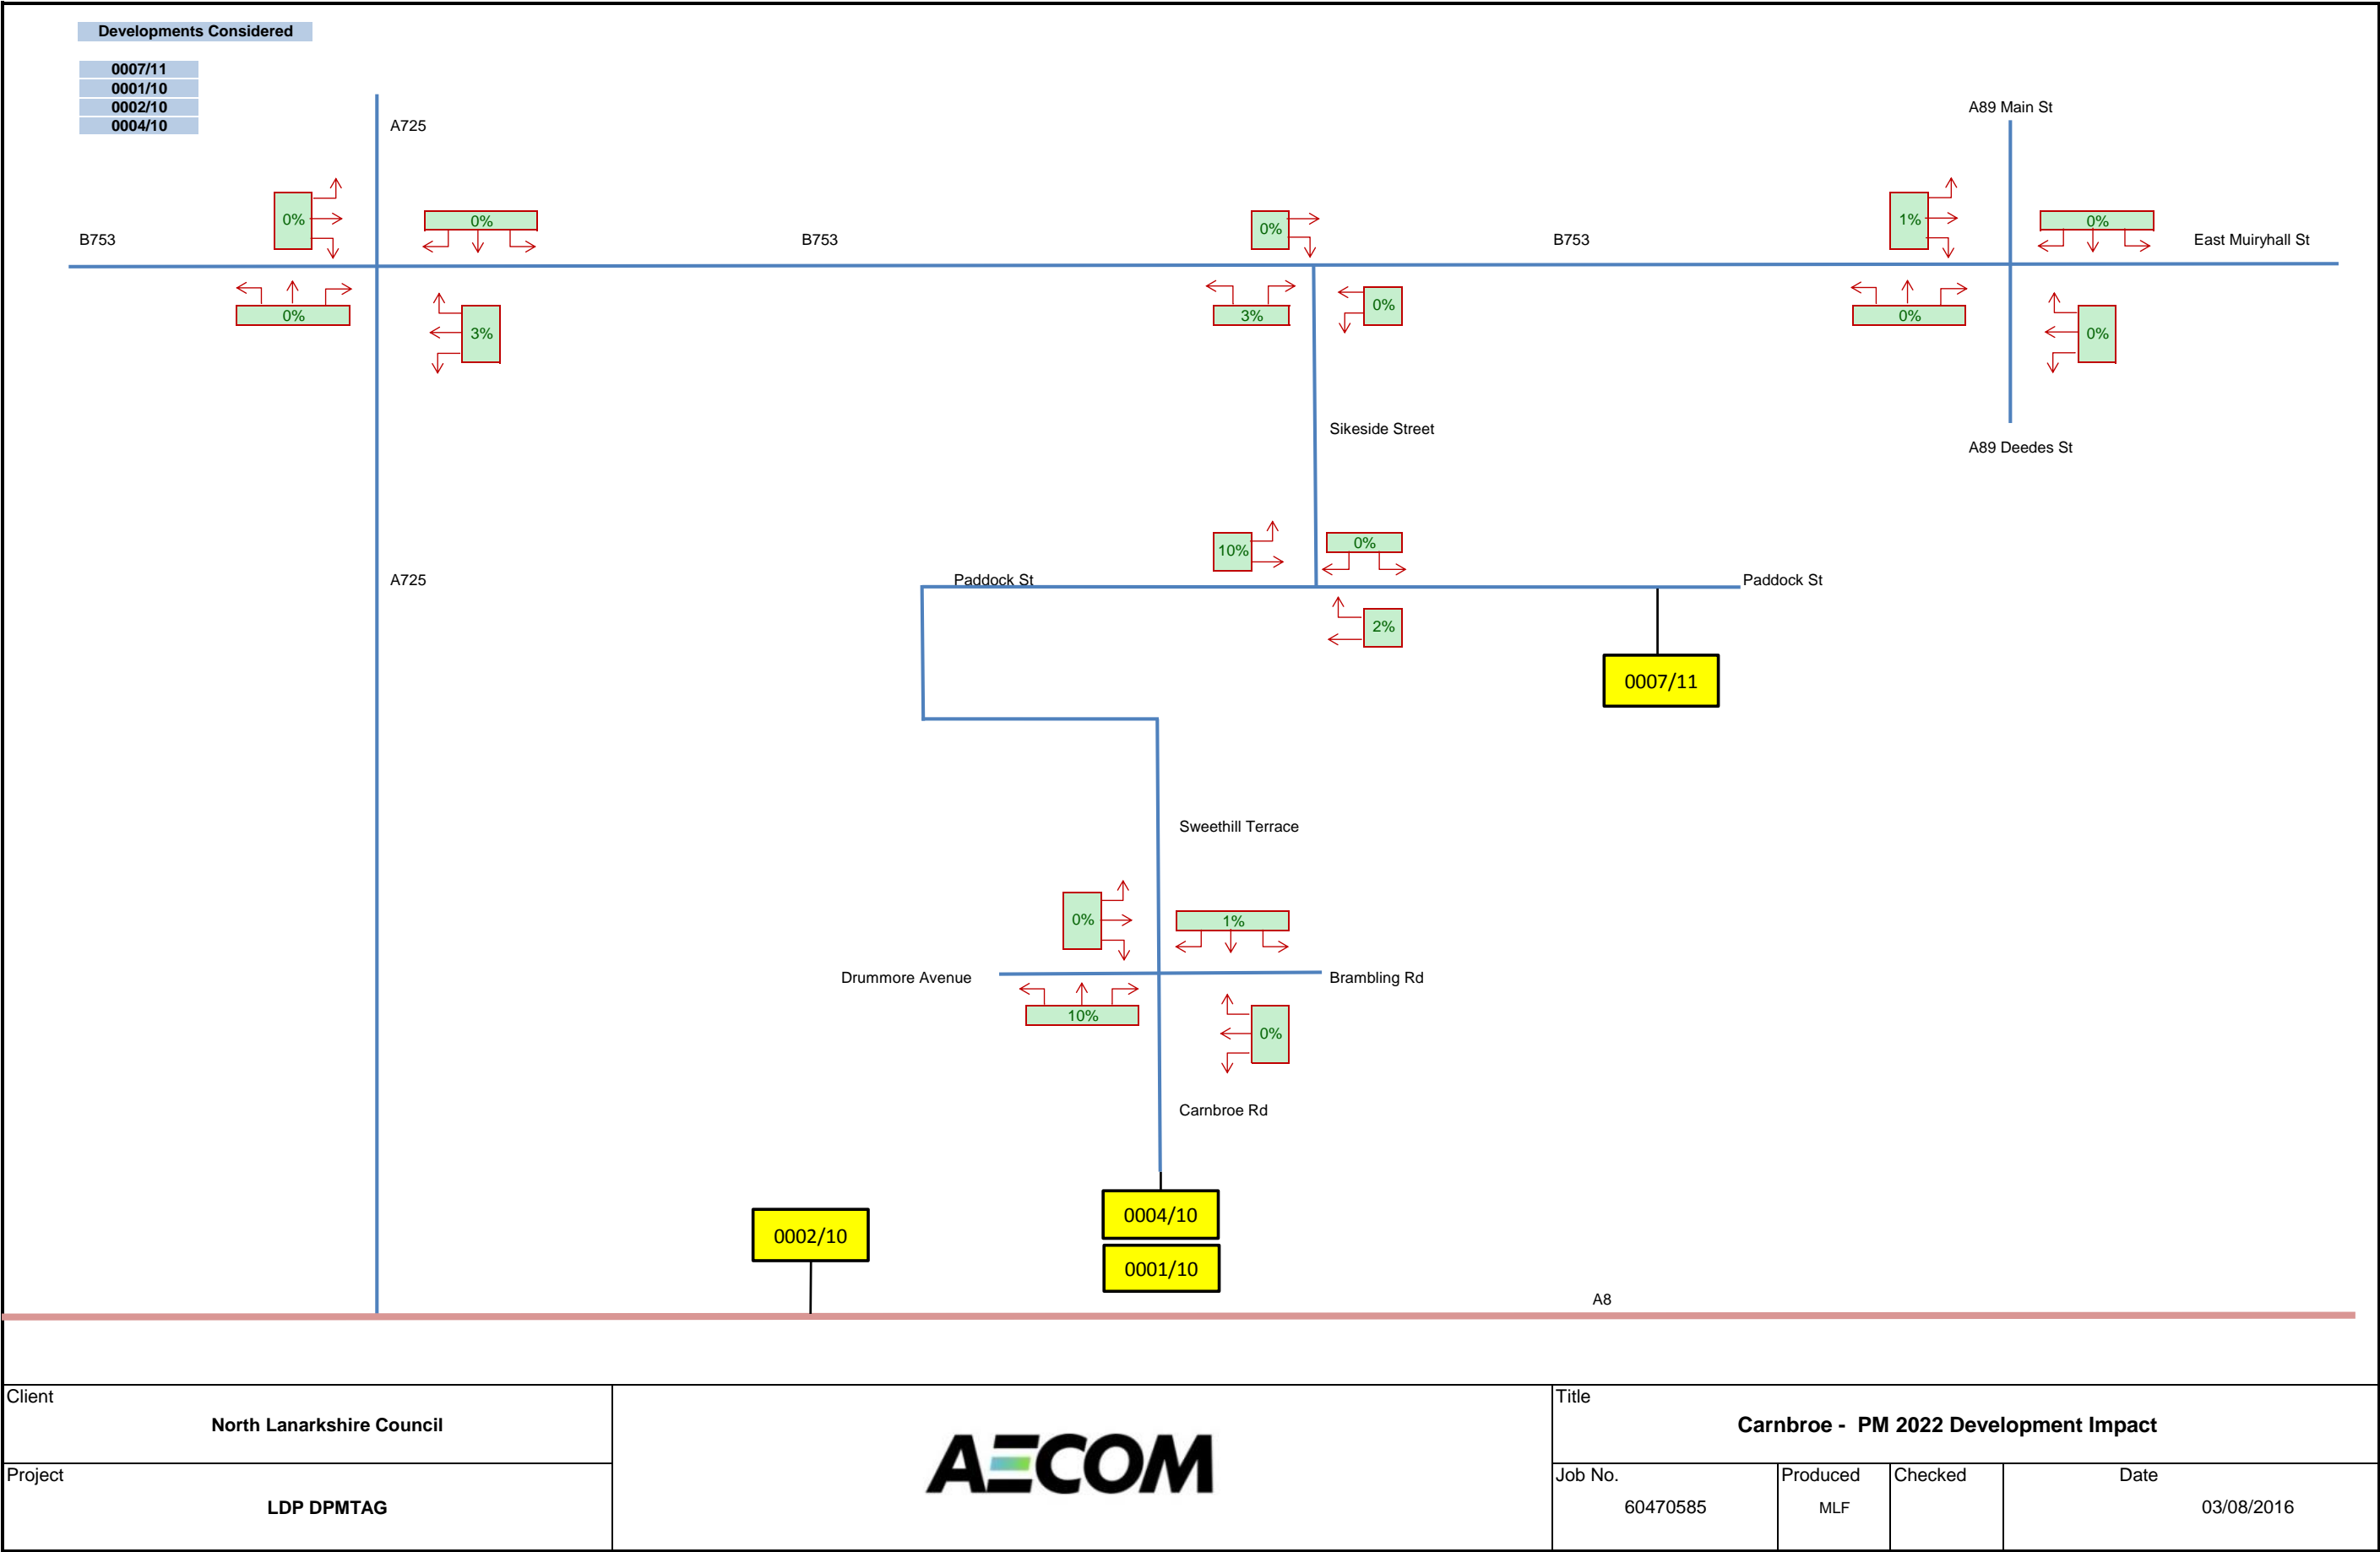 Developments Considered
0007/11
0001/10
0002/10
0004/10
A725
A89 Main St
0%
0%
0%
1%
0%
B753
B753
B753
East Muiryhall St
0%
3%
3%
0%
0%
0%
Sikeside Street
A89 Deedes St
10%
0%
A725
Paddock St
Paddock St
2%
0007/11
Sweethill Terrace
0%
1%
Drummore Avenue
Brambling Rd
10%
0%
Carnbroe Rd
0002/10
0004/10
0001/10
A8
Client
North Lanarkshire Council
Project
LDP DPMTAG
AECOM
Title
Carnbroe - PM 2022 Development Impact
Job No.
60470585
Produced
MLF
Checked
Date
03/08/2016